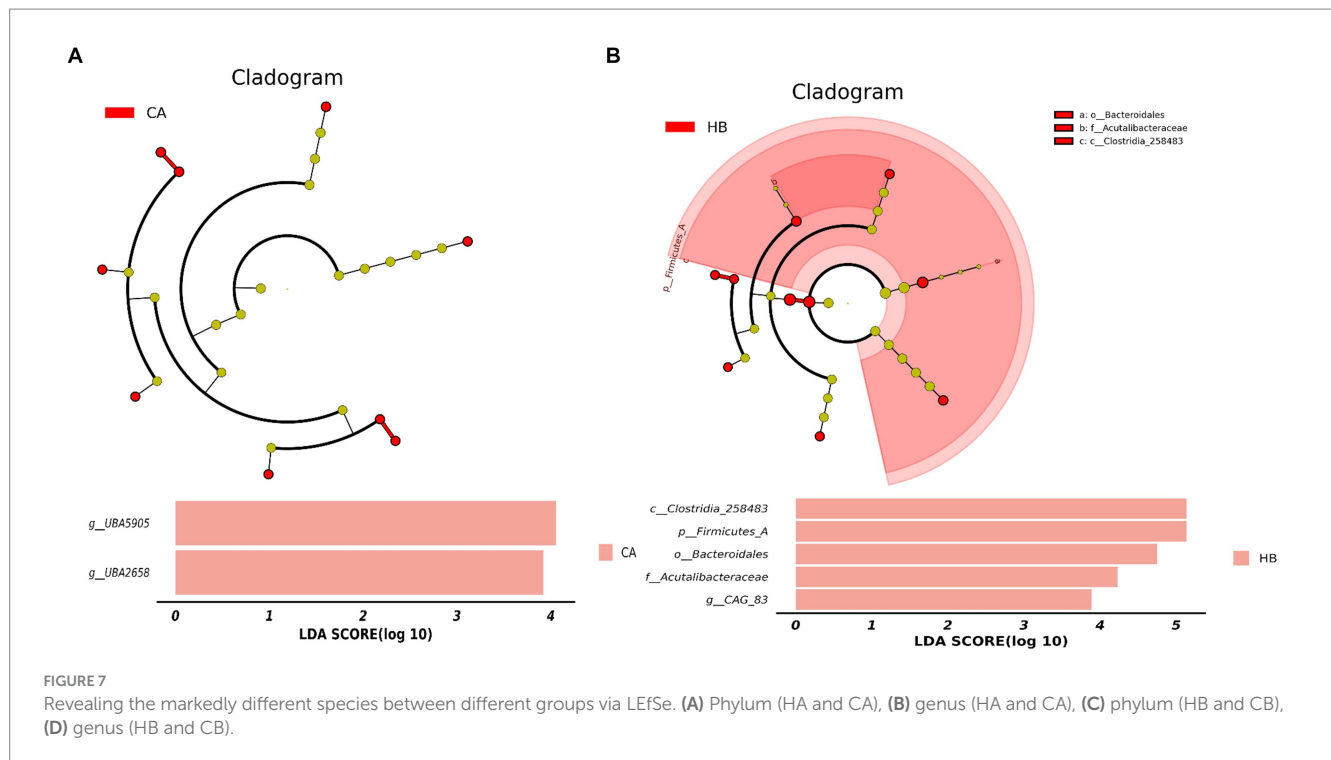 A
Cladogram
CA
g__UBA5905
g__UBA2658
CA
0 1 2 3 4
LDA SCORE(log 10)
B
Cladogram
HB
a: o__Bacteroidales
b: f__Acutalibacteraceae
c: c__Clostridia_258483
p__Firmicutes_A
c
c__Clostridia_258483
p__Firmicutes_A
o__Bacteroidales
f__Acutalibacteraceae
g__CAG_83
HB
0 1 2 3 4 5
LDA SCORE(log 10)
FIGURE 7
Revealing the markedly different species between different groups via LEfSe. (A) Phylum (HA and CA), (B) genus (HA and CA), (C) phylum (HB and CB),
(D) genus (HB and CB).